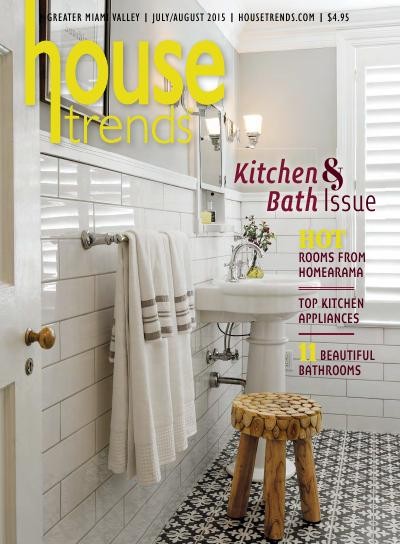 GREATER MIAMI VALLEY | JULY/AUGUST 2015 | HOUSETRENDS.COM | $4.95
house
trends
Kitchen &
Bath Issue
HOT
ROOMS FROM
HOMEARAMA
TOP KITCHEN
APPLIANCES
11 BEAUTIFUL
BATHROOMS